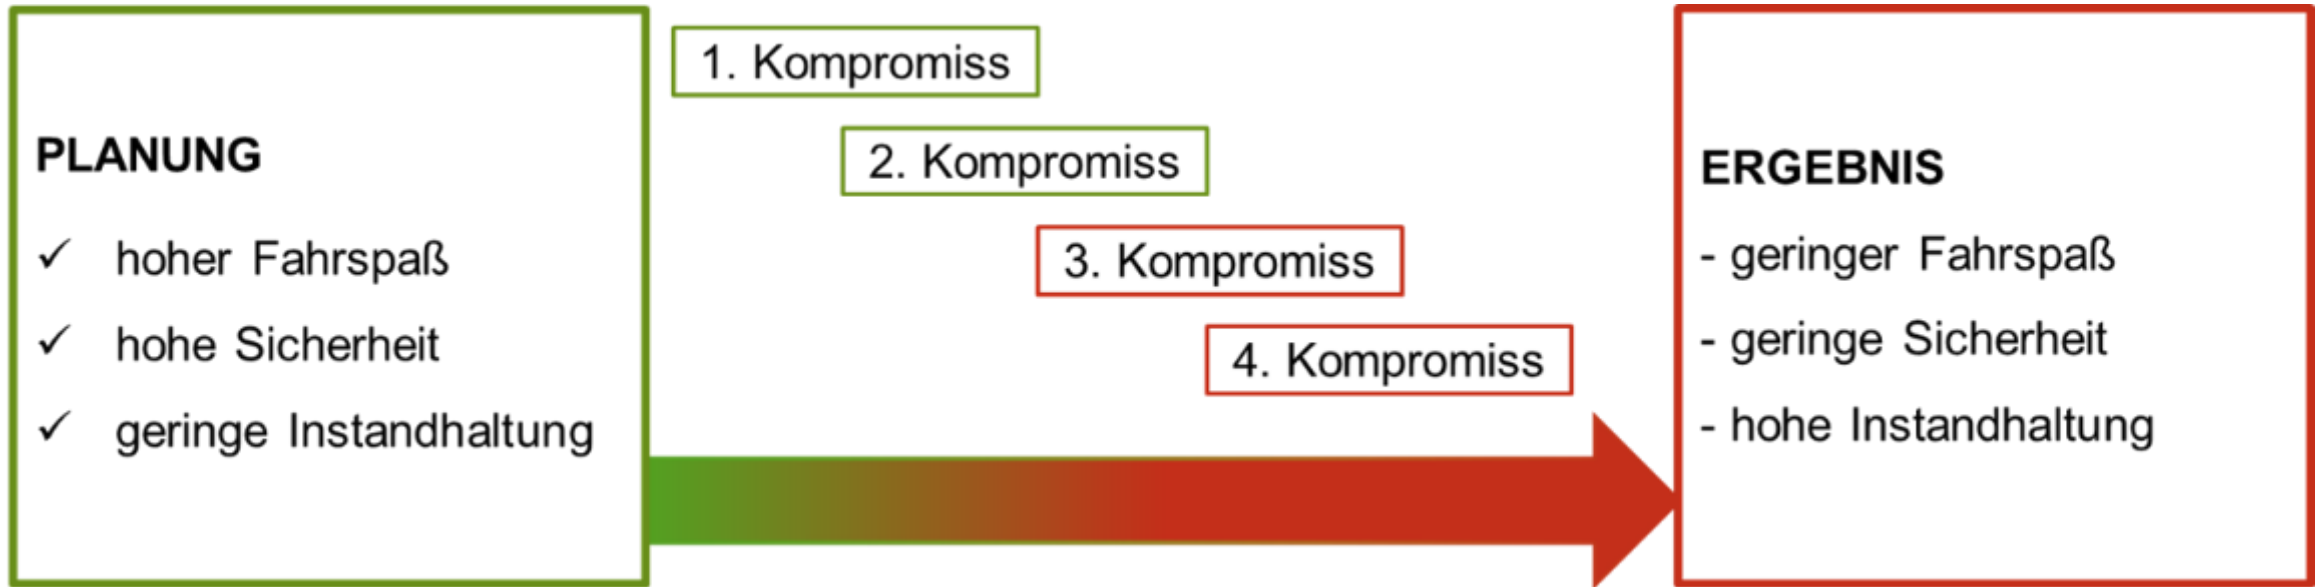 PLANUNG
✓ hoher Fahrspaß
✓ hohe Sicherheit
✓ geringe Instandhaltung
1. Kompromiss
2. Kompromiss
3. Kompromiss
4. Kompromiss
ERGEBNIS
- geringer Fahrspaß
- geringe Sicherheit
- hohe Instandhaltung